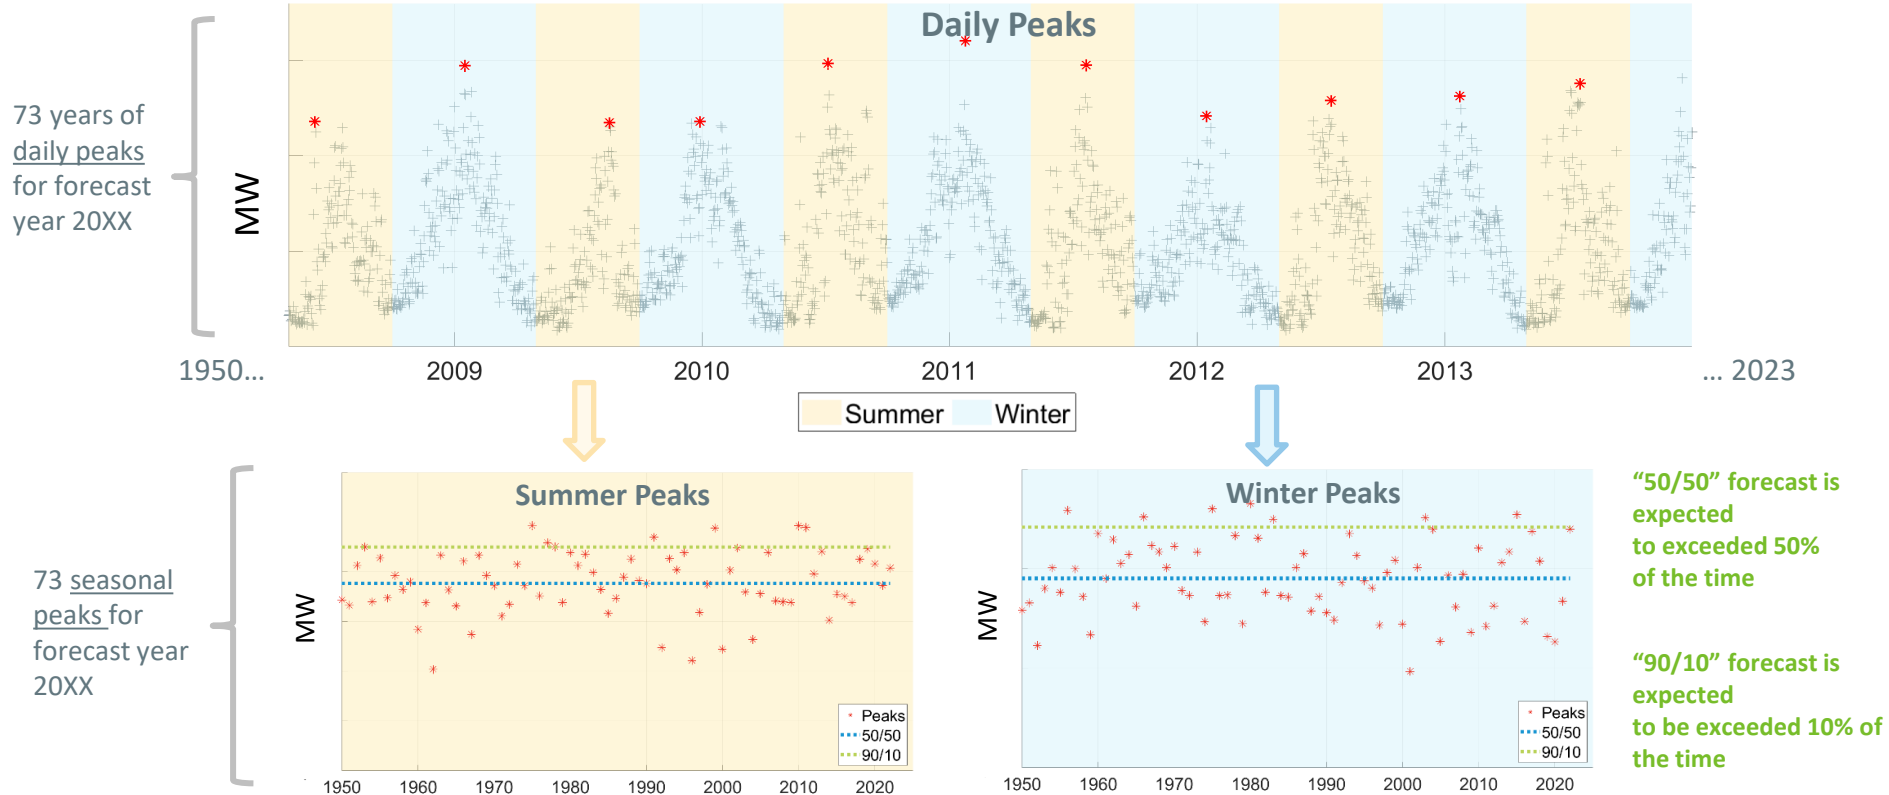 Daily Peaks
73 years of
daily peaks
for forecast
year 20XX
MW
1950...
2009
2010
2011
2012
2013
... 2023
Summer
Winter
73 seasonal
peaks for
forecast year
20XX
Summer Peaks
MW
Peaks
50/50
90/10
1950
1960
1970
1980
1990
2000
2010
2020
Winter Peaks
MW
Peaks
50/50
90/10
1950
1960
1970
1980
1990
2000
2010
2020
“50/50” forecast is
expected
to exceeded 50%
of the time
“90/10” forecast is
expected
to be exceeded 10% of
the time